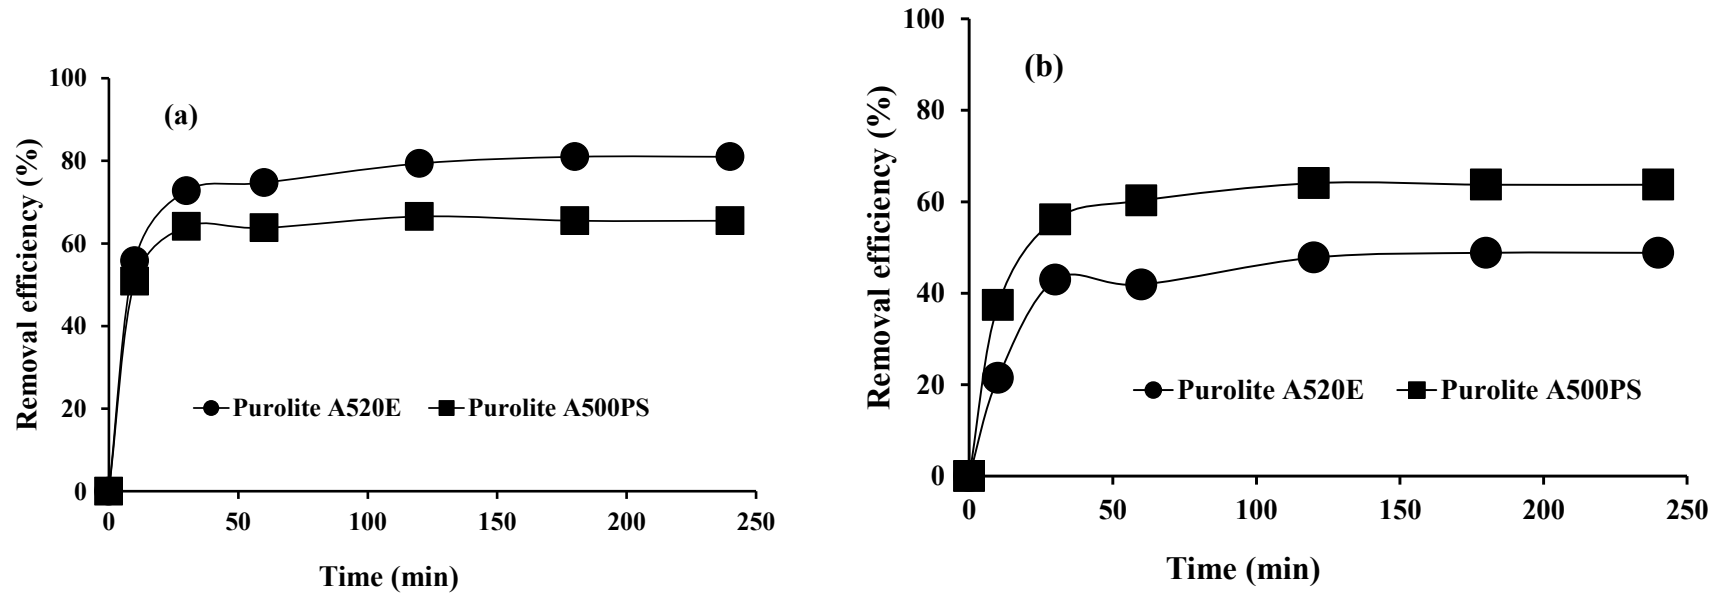 (a)
Removal efficiency (%)
100
80
60
40
20
0
Purolite A520E
Purolite A500PS
0 50 100 150 200 250
Time (min)
(b)
Removal efficiency (%)
100
80
60
40
20
0
Purolite A520E
Purolite A500PS
0 50 100 150 200 250
Time (min)